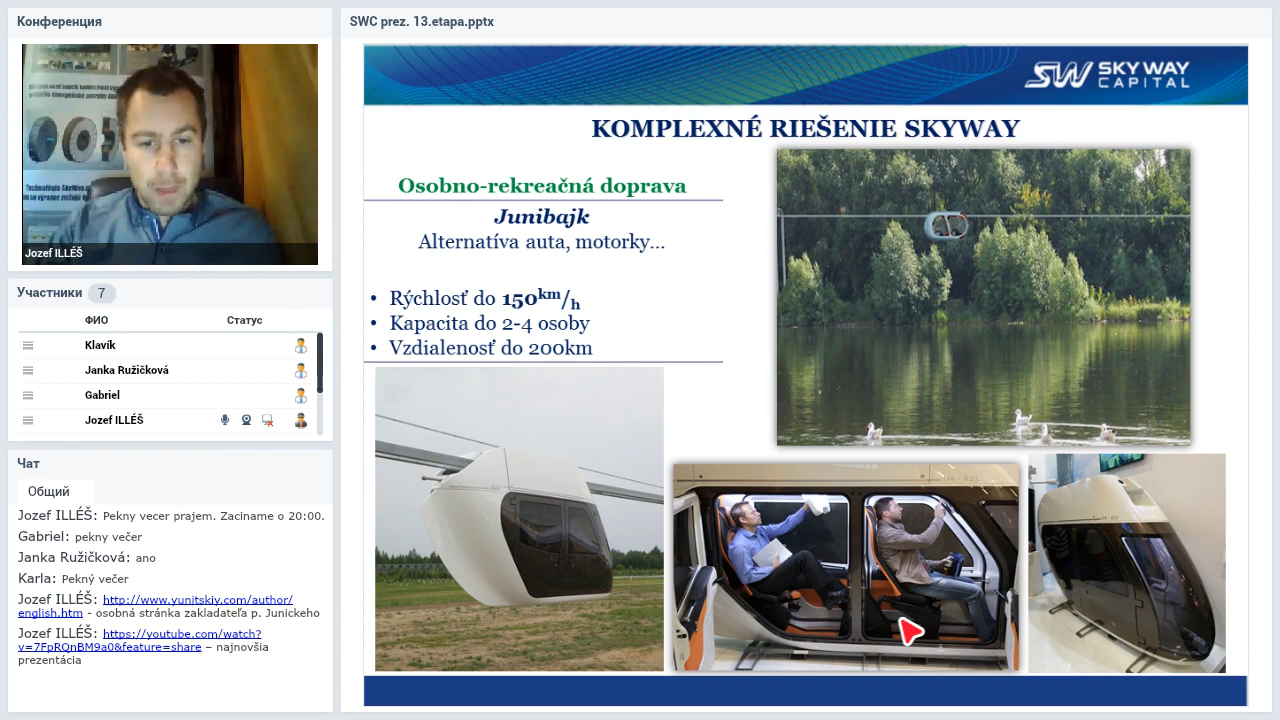 Конференция
Jozef ILLÉŠ
Участники 7
ФИО Статус
Klavík
Janka Ružičková
Gabriel
Jozef ILLÉŠ
Чат
Общий
Jozef ILLÉŠ: Pekny vecer prajem. Zaciname o 20:00.
Gabriel: pekny večer
Janka Ružičková: ano
Karla: Pekný večer
Jozef ILLÉŠ: http://www.yunitskiy.com/author/
english.htm - osobná stránka zakladateľa p. Junickeho
Jozef ILLÉŠ: https://youtube.com/watch?
v=7FpRQnBM9a0&feature=share – najnovšia
prezentácia
SWC prez. 13.etapa.pptx
SW SKY WAY
CAPITAL
KOMPLEXNÉ RIEŠENIE SKYWAY
Osobno-rekreačná doprava
Junibajk
Alternatíva auta, motorky...
• Rýchlosť do 150km/h
• Kapacita do 2-4 osoby
• Vzdialenosť do 200km